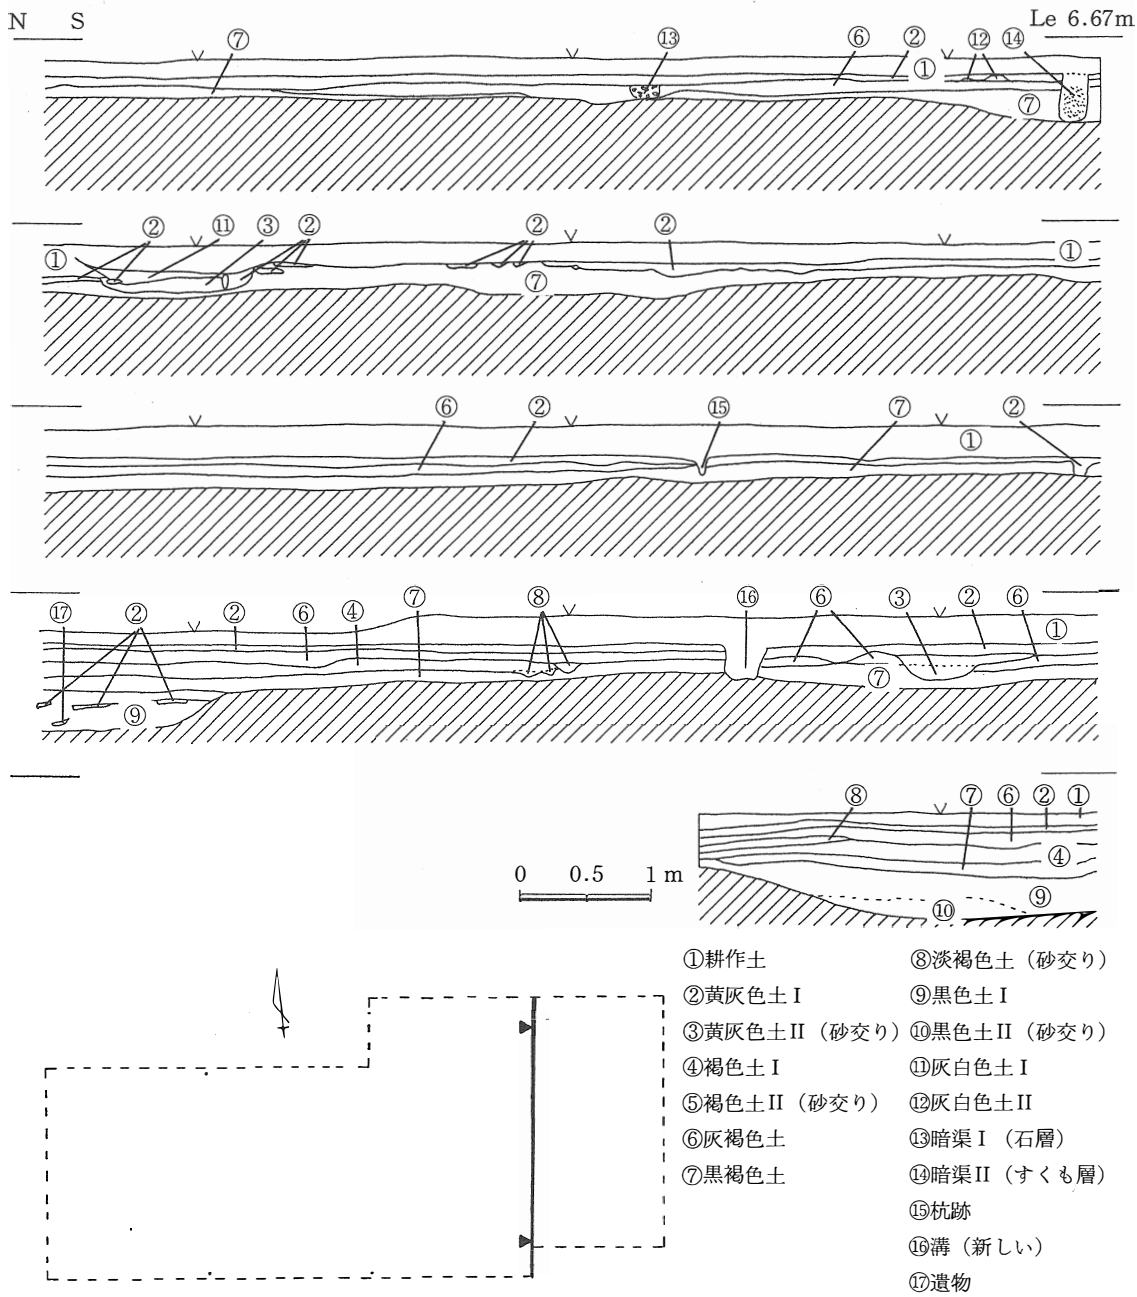 N S Le 6.67m
⑦ ⑬ ⑥ ② ① ⑫ ⑭
⑦
② ⑪ ③ ② ② ②
① ⑦ ①
⑥ ② ⑮ ⑦ ②
①
⑰ ② ② ⑥ ④ ⑦ ⑧ ⑯ ⑥ ③ ② ⑥
①
⑦
⑨
⑧ ⑦ ⑥ ② ①
④
⑨
⑩
0 0.5 1m
①耕作土
②黄灰色土I
③黄灰色土II(砂交り)
④褐色土I
⑤褐色土II(砂交り)
⑥灰褐色土
⑦黒褐色土
⑧淡褐色土(砂交り)
⑨黒色土I
⑩黒色土II(砂交り)
⑪灰白色土I
⑫灰白色土II
⑬暗渠I(石層)
⑭暗渠II(すくも層)
⑮杭跡
⑯溝(新しい)
⑰遺物